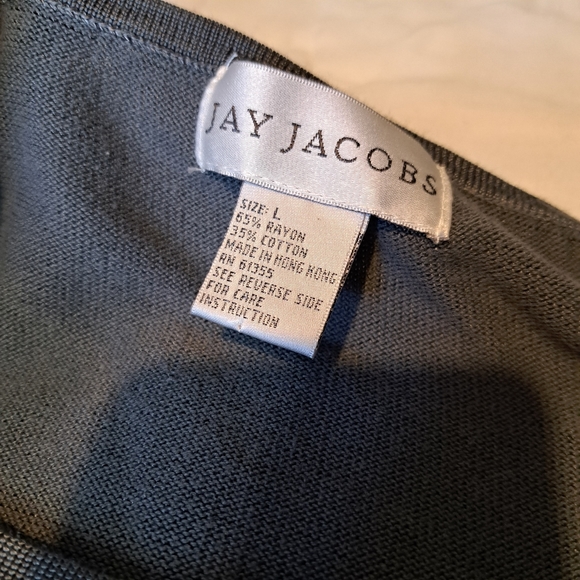 JAY JACOBS
SIZE: L
65% RAYON
35% COTTON
MADE IN HONG KONG
RN 61355
SEE REVERSE SIDE
FOR CARE
INSTRUCTION